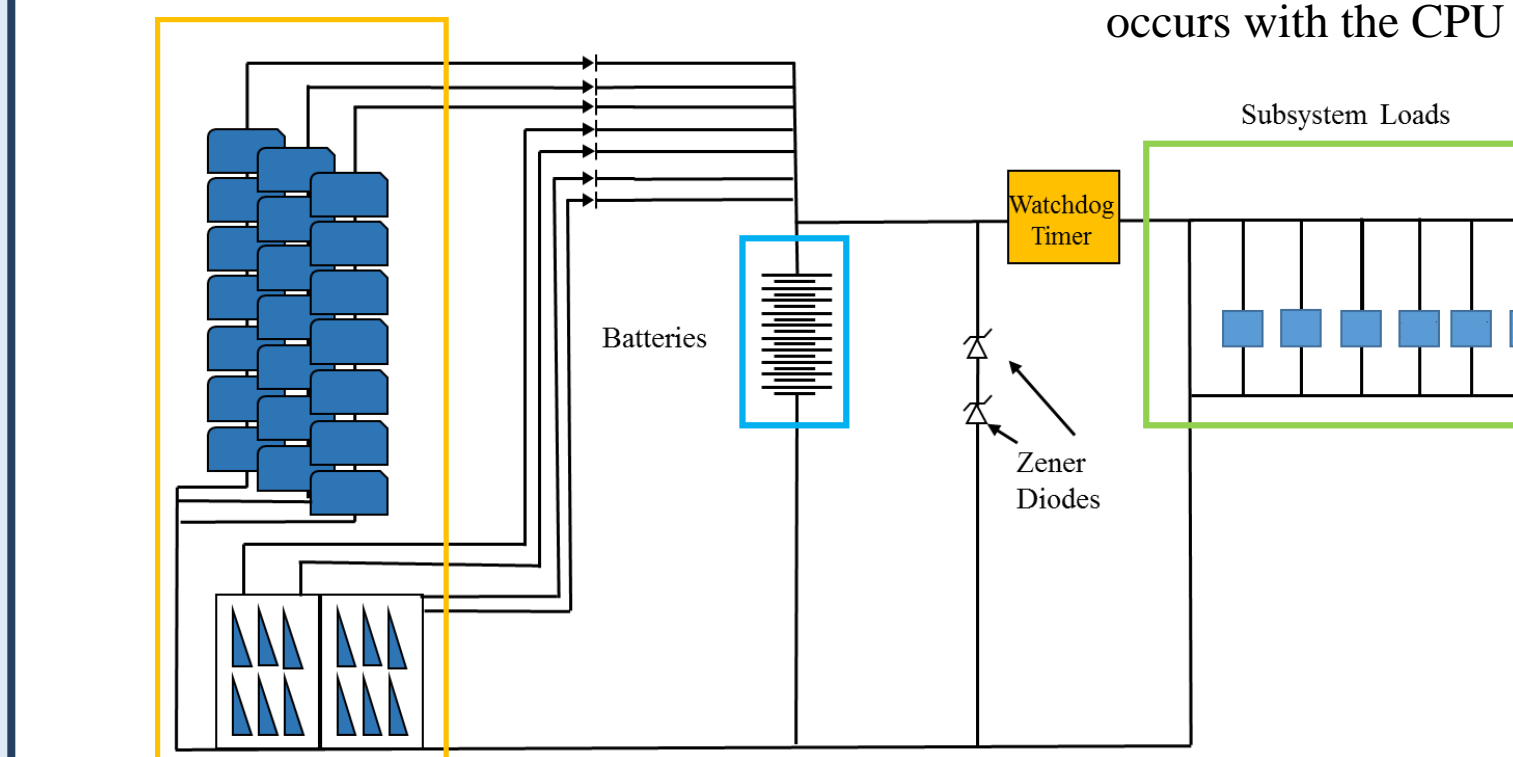 occurs with the CPU
Subsystem Loads
Watchdog
Timer
Batteries
Zener
Diodes